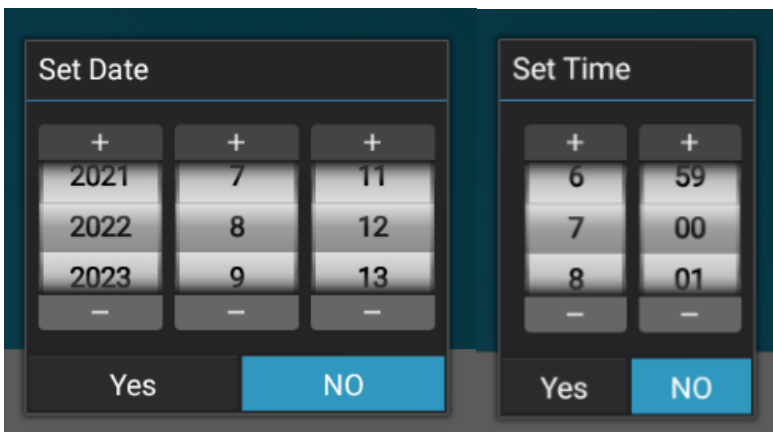 Set Date
+ + +
2021 7 11
2022 8 12
2023 9 13
− − −
Yes NO
Set Time
+ +
6 59
7 00
8 01
− −
Yes NO